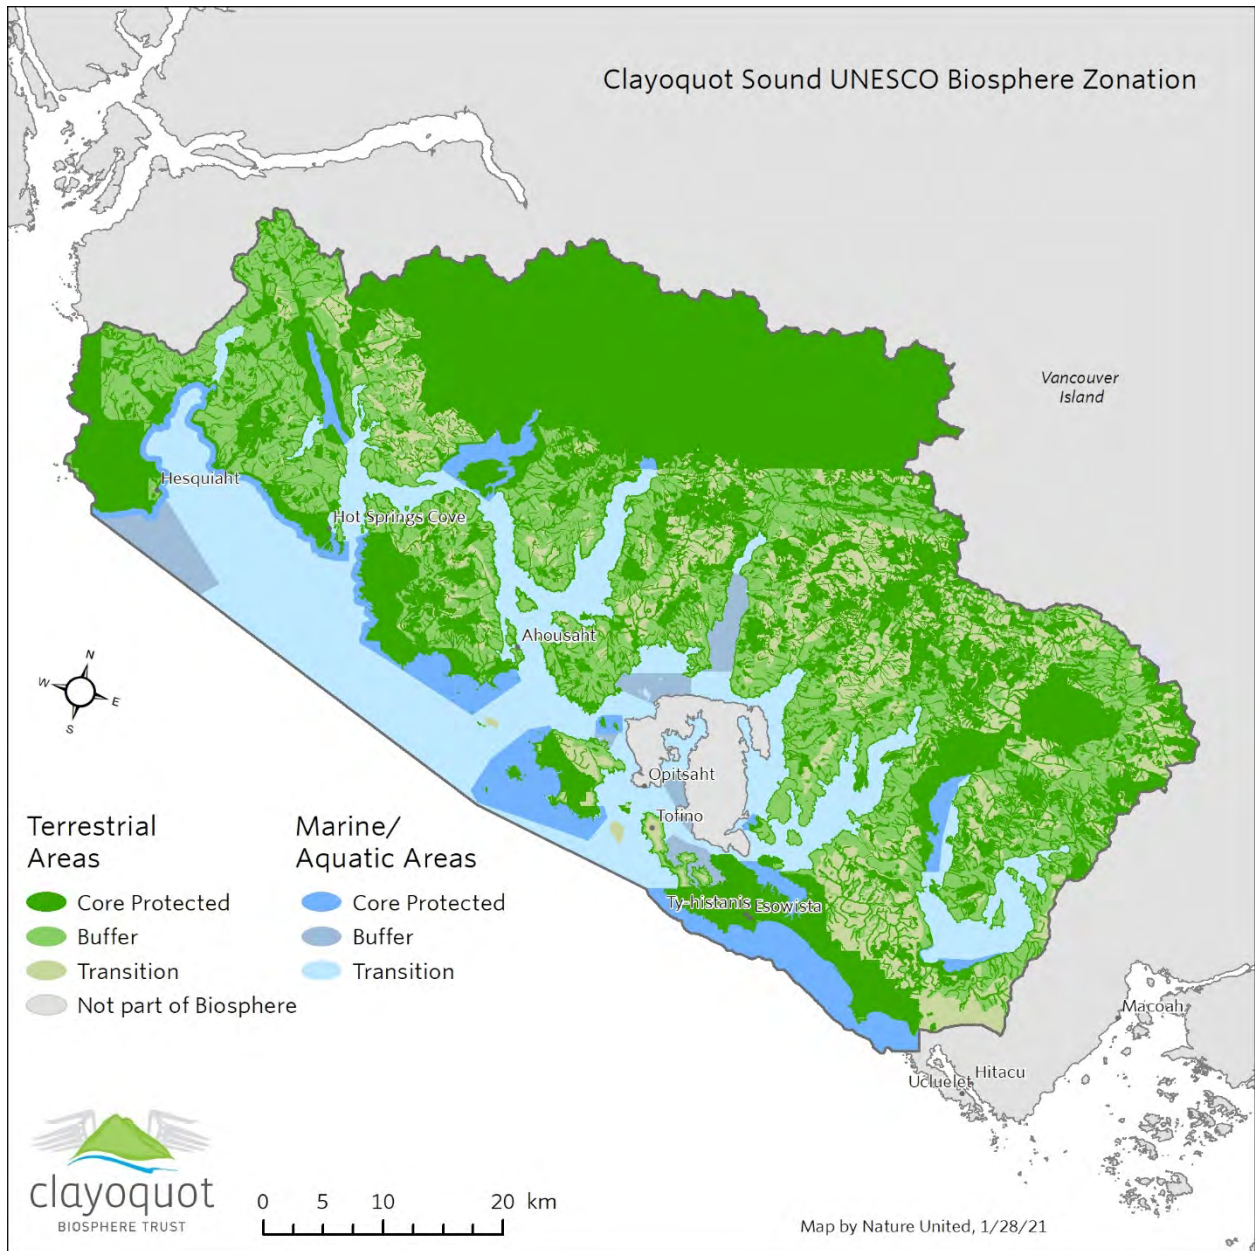 Clayoquot Sound UNESCO Biosphere Zonation
Vancouver
Island
Hesquiaht
Hot Springs Cove
Ahousaht
N
W
E
S
Opitsaht
Tofino
Ty-histanis
Esowista
Macoah
Hitacu
Ucluelet
Terrestrial
Areas
Core Protected
Buffer
Transition
Not part of Biosphere
Marine/
Aquatic Areas
Core Protected
Buffer
Transition
clayoquot
BIOSPHERE TRUST
0 5 10 20 km
Map by Nature United, 1/28/21